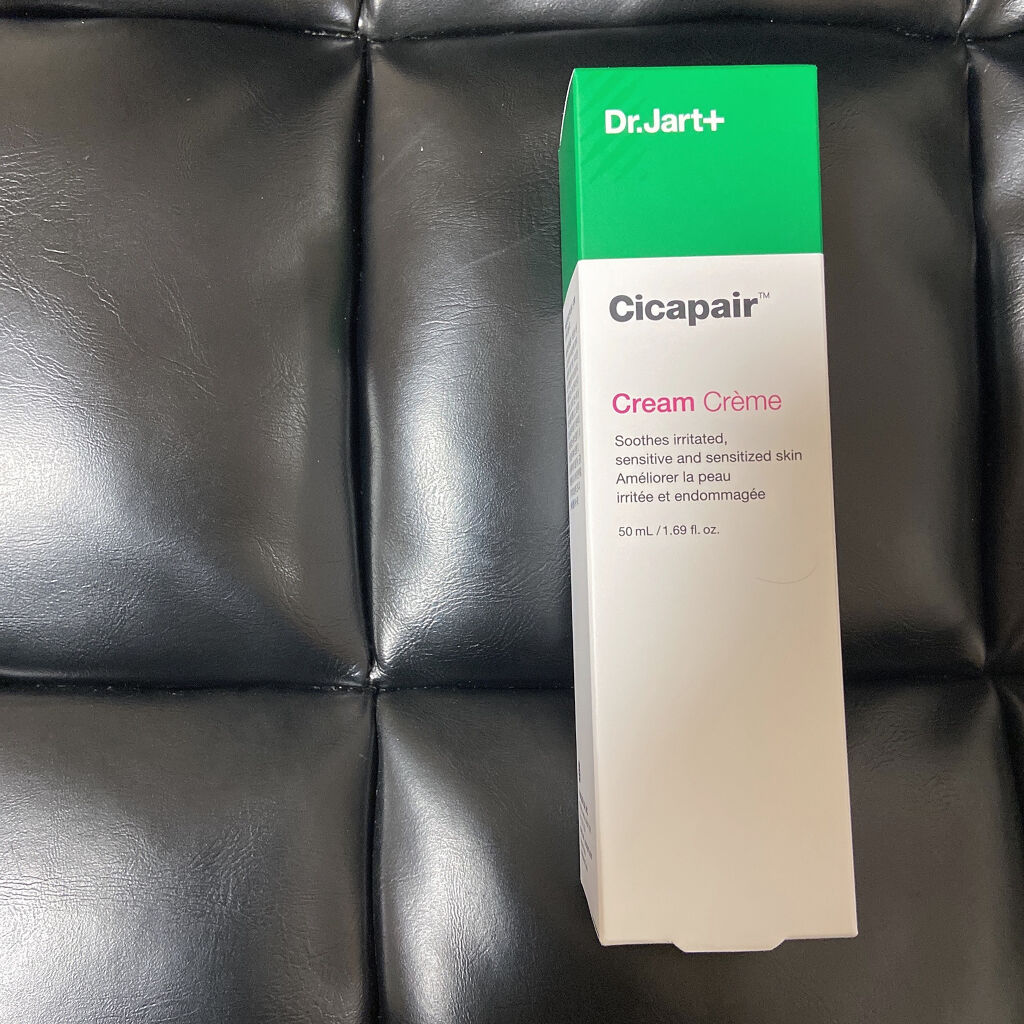 Dr.Jart+
Cicapair™
Cream Crème
Soothes irritated,
sensitive and sensitized skin
Améliorer la peau
irritée et endommagée
50 mL / 1.69 fl. oz.